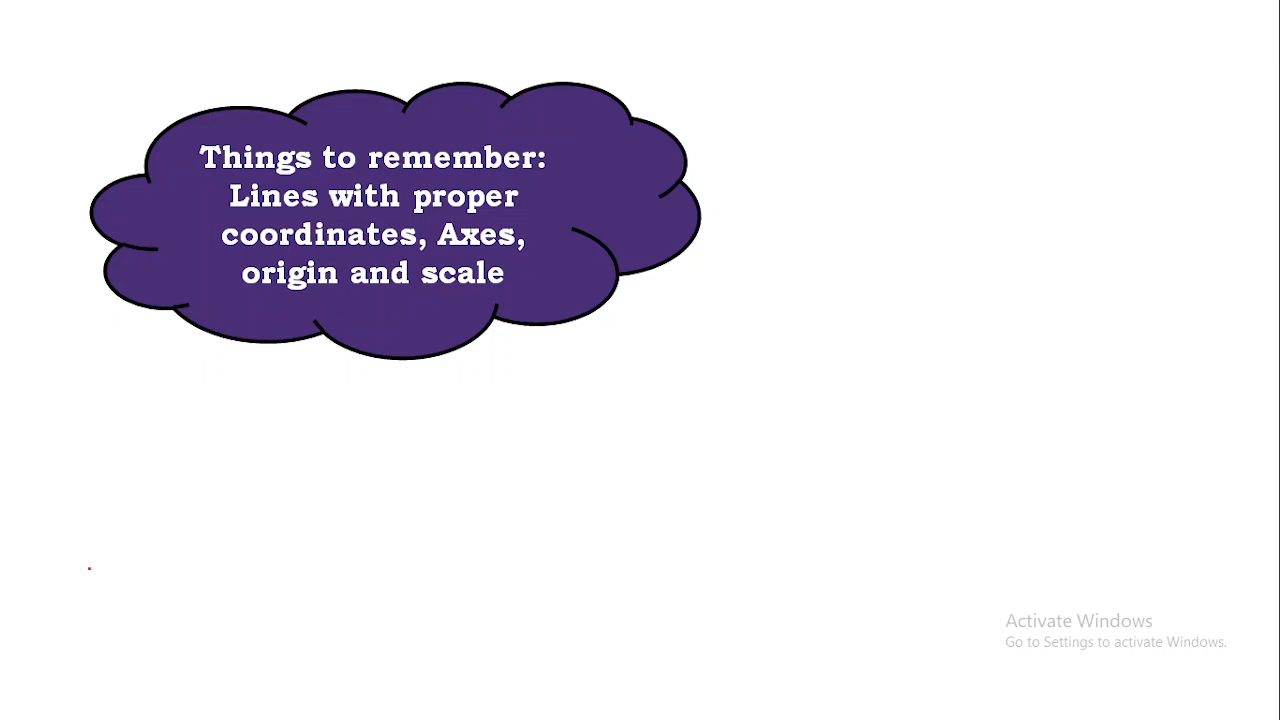 Things to remember:
Lines with proper
coordinates, Axes,
origin and scale
Activate Windows
Go to Settings to activate Windows.